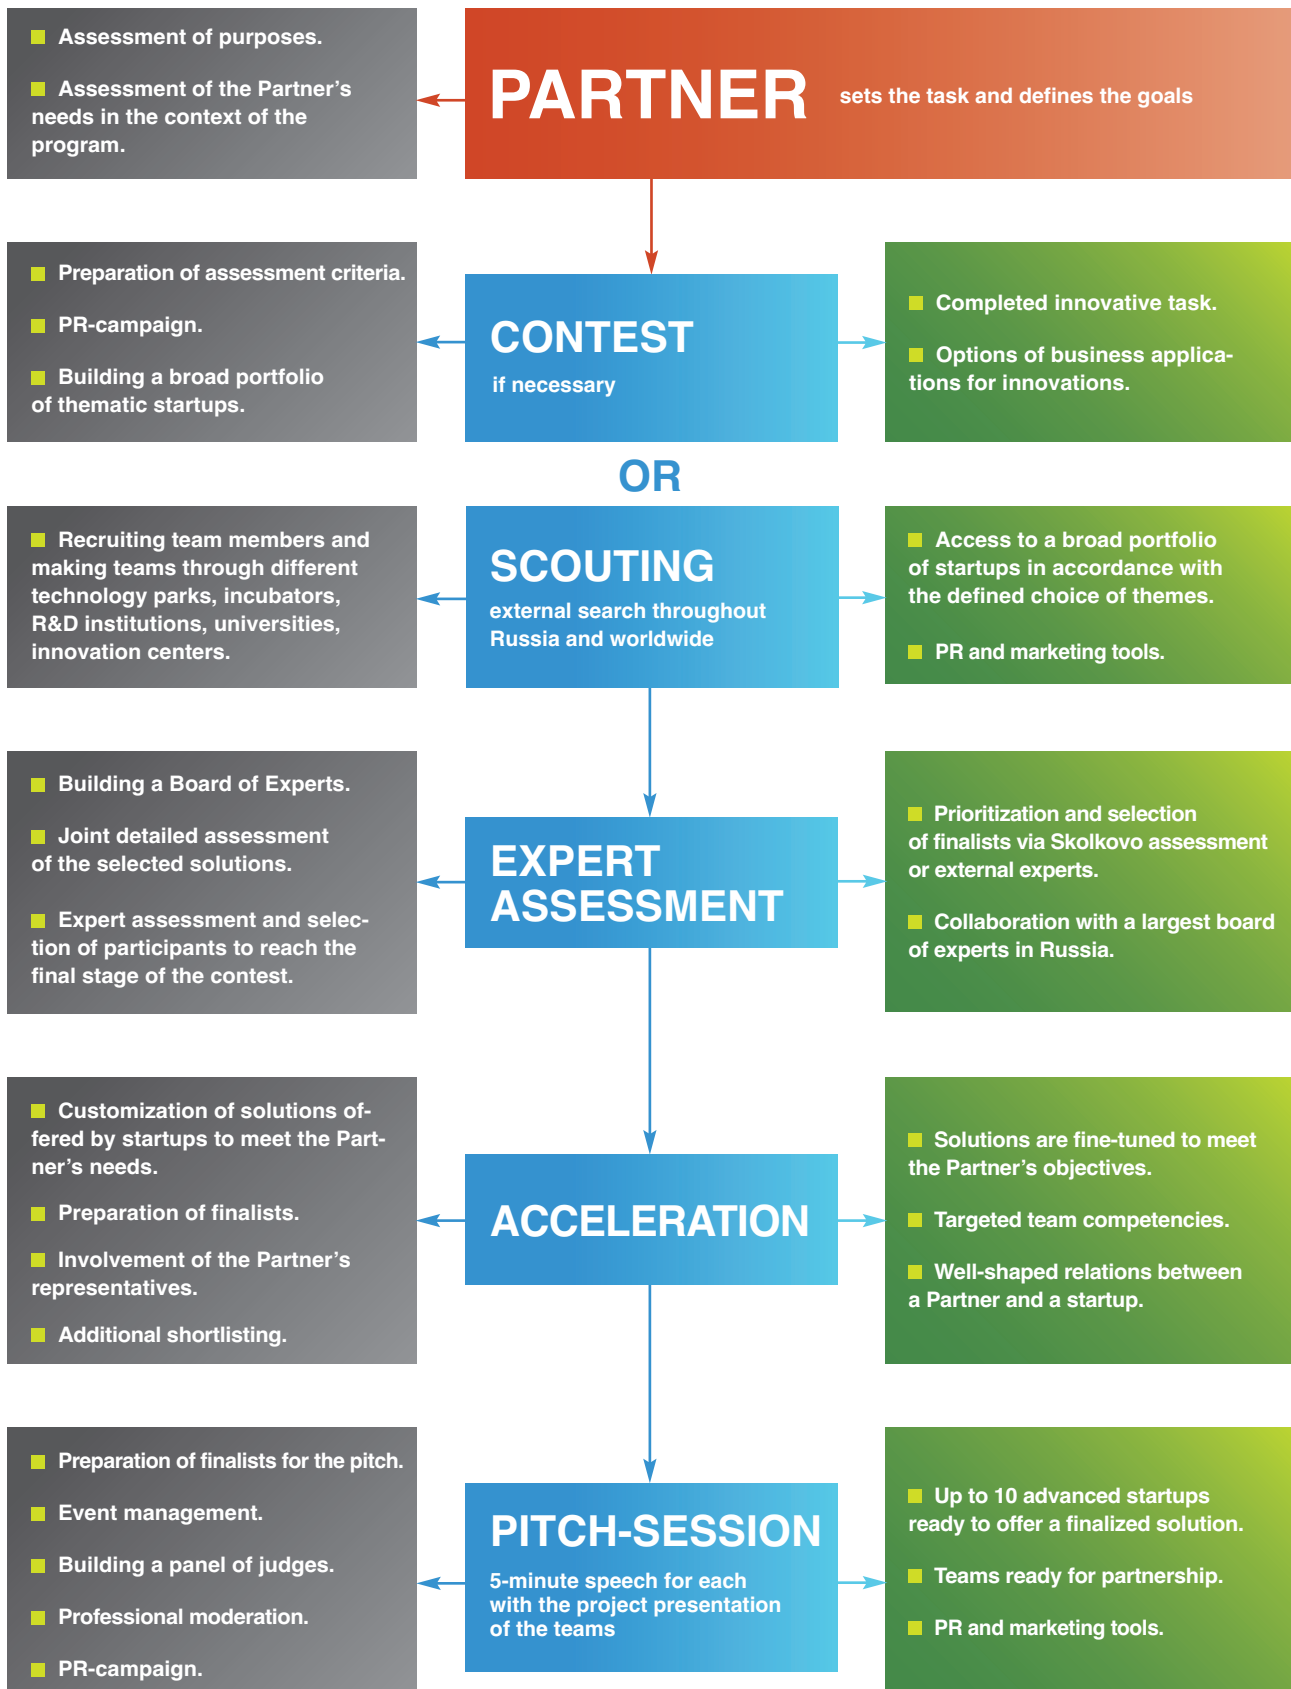 Assessment of purposes.
Assessment of the Partner's
needs in the context of the
program.
PARTNER
sets the task and defines the goals
Preparation of assessment criteria.
PR-campaign.
Building a broad portfolio
of thematic startups.
CONTEST
if necessary
Completed innovative task.
Options of business applica-
tions for innovations.
OR
Recruiting team members and
making teams through different
technology parks, incubators,
R&D institutions, universities,
innovation centers.
SCOUTING
external search throughout
Russia and worldwide
Access to a broad portfolio
of startups in accordance with
the defined choice of themes.
PR and marketing tools.
Building a Board of Experts.
Joint detailed assessment
of the selected solutions.
Expert assessment and selec-
tion of participants to reach the
final stage of the contest.
EXPERT
ASSESSMENT
Prioritization and selection
of finalists via Skolkovo assessment
or external experts.
Collaboration with a largest board
of experts in Russia.
Customization of solutions of-
fered by startups to meet the Part-
ner's needs.
Preparation of finalists.
Involvement of the Partner's
representatives.
Additional shortlisting.
ACCELERATION
Solutions are fine-tuned to meet
the Partner's objectives.
Targeted team competencies.
Well-shaped relations between
a Partner and a startup.
Preparation of finalists for the pitch.
Event management.
Building a panel of judges.
Professional moderation.
PR-campaign.
PITCH-SESSION
5-minute speech for each
with the project presentation
of the teams
Up to 10 advanced startups
ready to offer a finalized solution.
Teams ready for partnership.
PR and marketing tools.